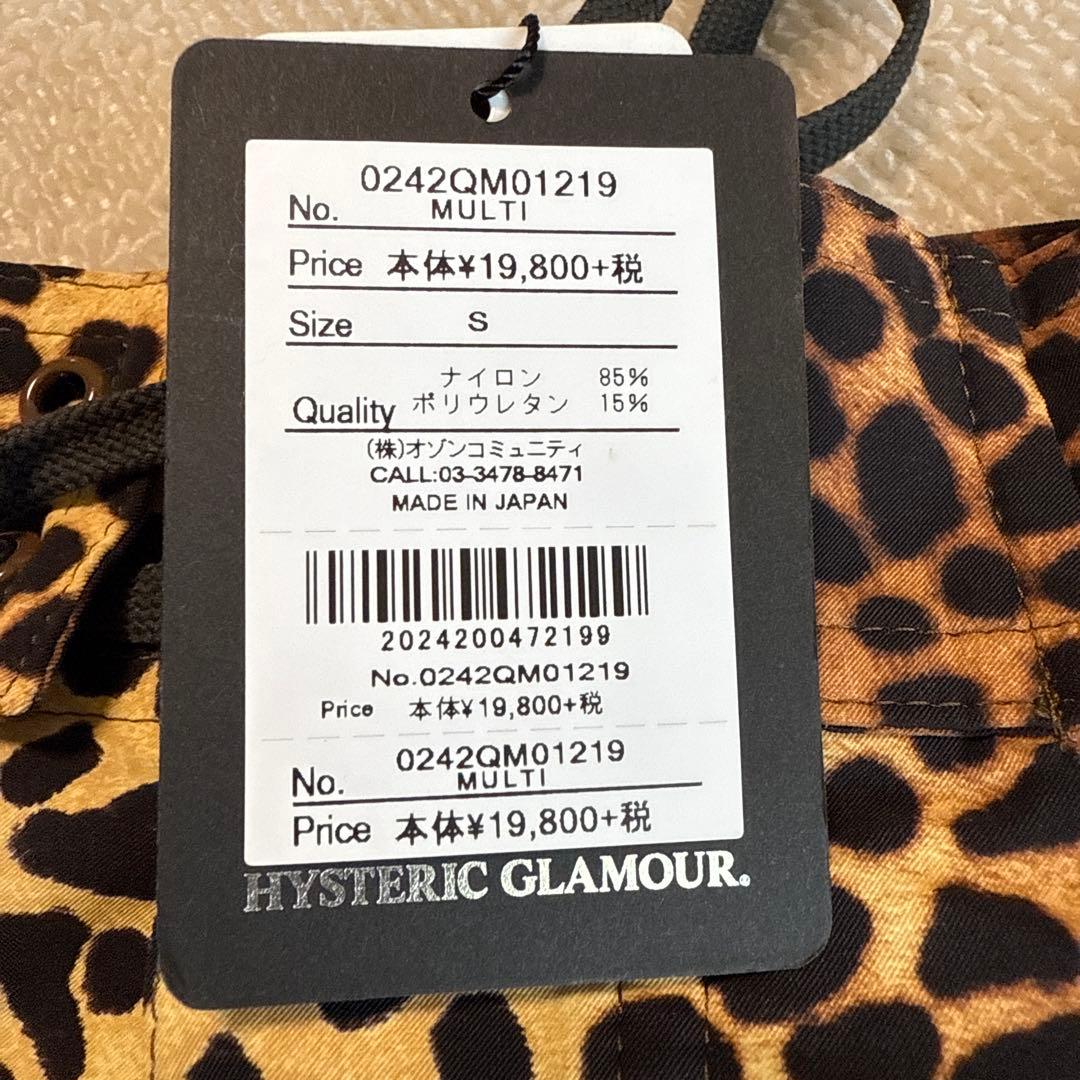 0242QM01219
No. MULTI
Price 本体¥19,800+税
Size S
ナイロン 85%
Quality ポリウレタン 15%
(株)オゾンコミュニティ
CALL:03-3478-8471
MADE IN JAPAN
2024200472199
No.0242QM01219
Price 本体¥19,800+税
0242QM01219
No. MULTI
Price 本体¥19,800+税
HYSTERIC GLAMOUR.